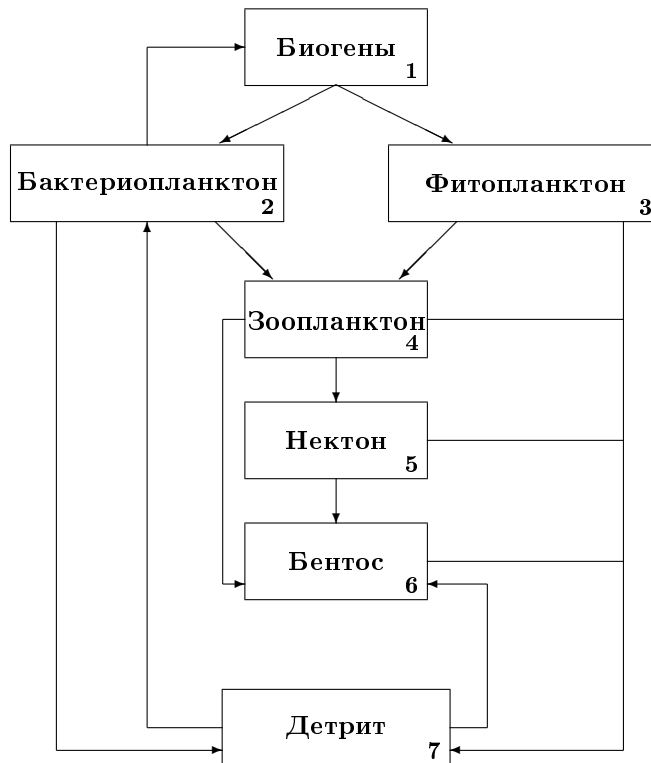 Биогены
1
Бактериопланктон
2
Фитопланктон
3
Зоопланктон
4
Нектон
5
Бентос
6
Детрит
7